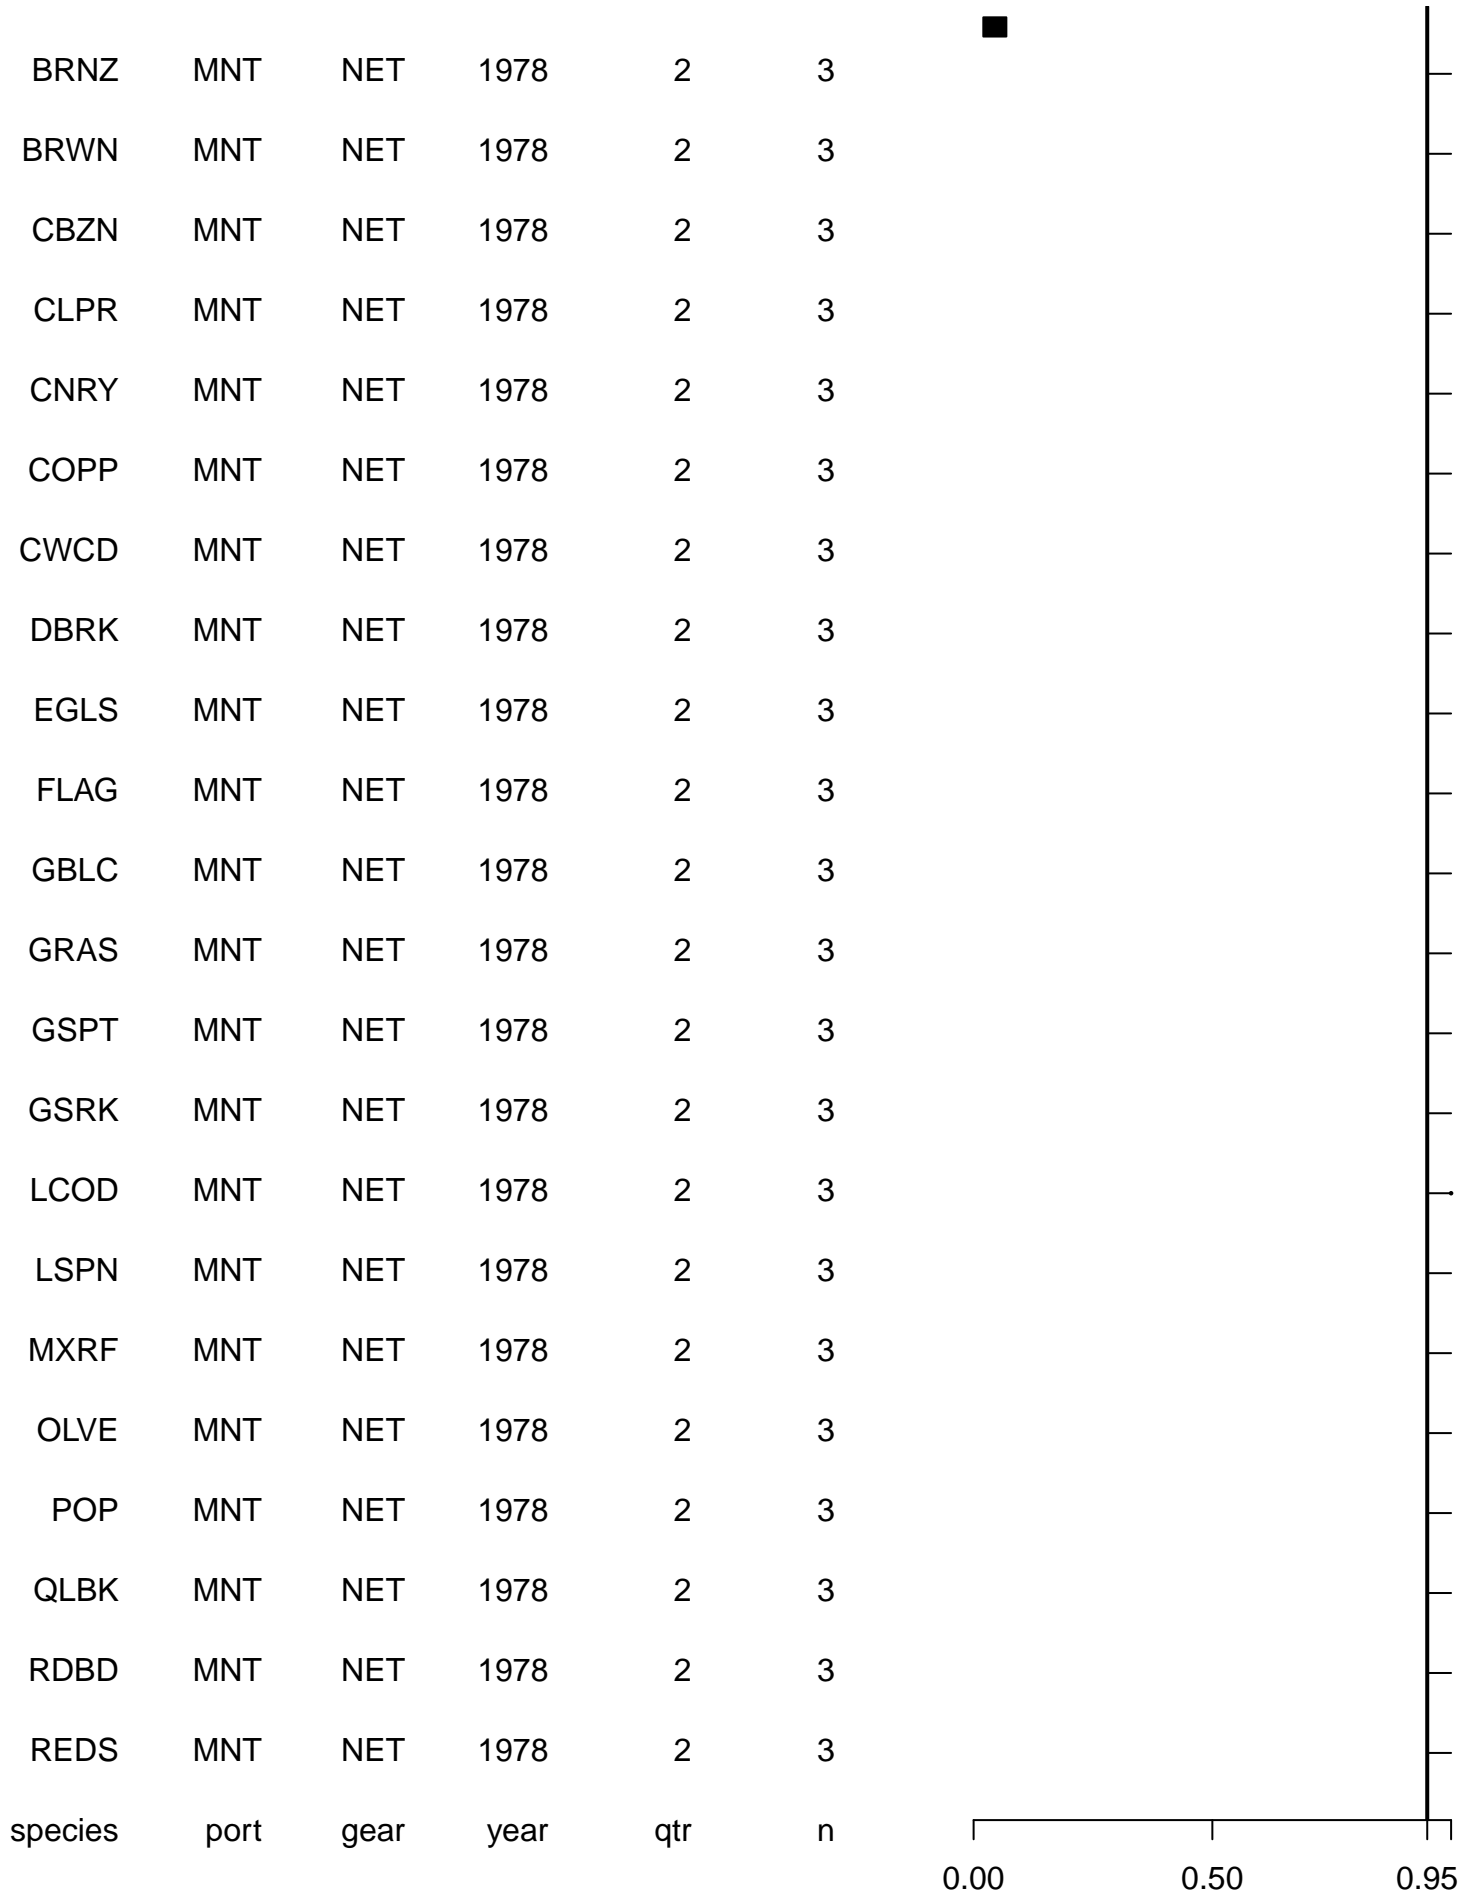 BRNZ MNT NET 1978 2 3
BRWN MNT NET 1978 2 3
CBZN MNT NET 1978 2 3
CLPR MNT NET 1978 2 3
CNRY MNT NET 1978 2 3
COPP MNT NET 1978 2 3
CWCD MNT NET 1978 2 3
DBRK MNT NET 1978 2 3
EGLS MNT NET 1978 2 3
FLAG MNT NET 1978 2 3
GBLC MNT NET 1978 2 3
GRAS MNT NET 1978 2 3
GSPT MNT NET 1978 2 3
GSRK MNT NET 1978 2 3
LCOD MNT NET 1978 2 3
LSPN MNT NET 1978 2 3
MXRF MNT NET 1978 2 3
OLVE MNT NET 1978 2 3
POP MNT NET 1978 2 3
QLBK MNT NET 1978 2 3
RDBD MNT NET 1978 2 3
REDS MNT NET 1978 2 3
species port gear year qtr n
0.00 0.50 0.95